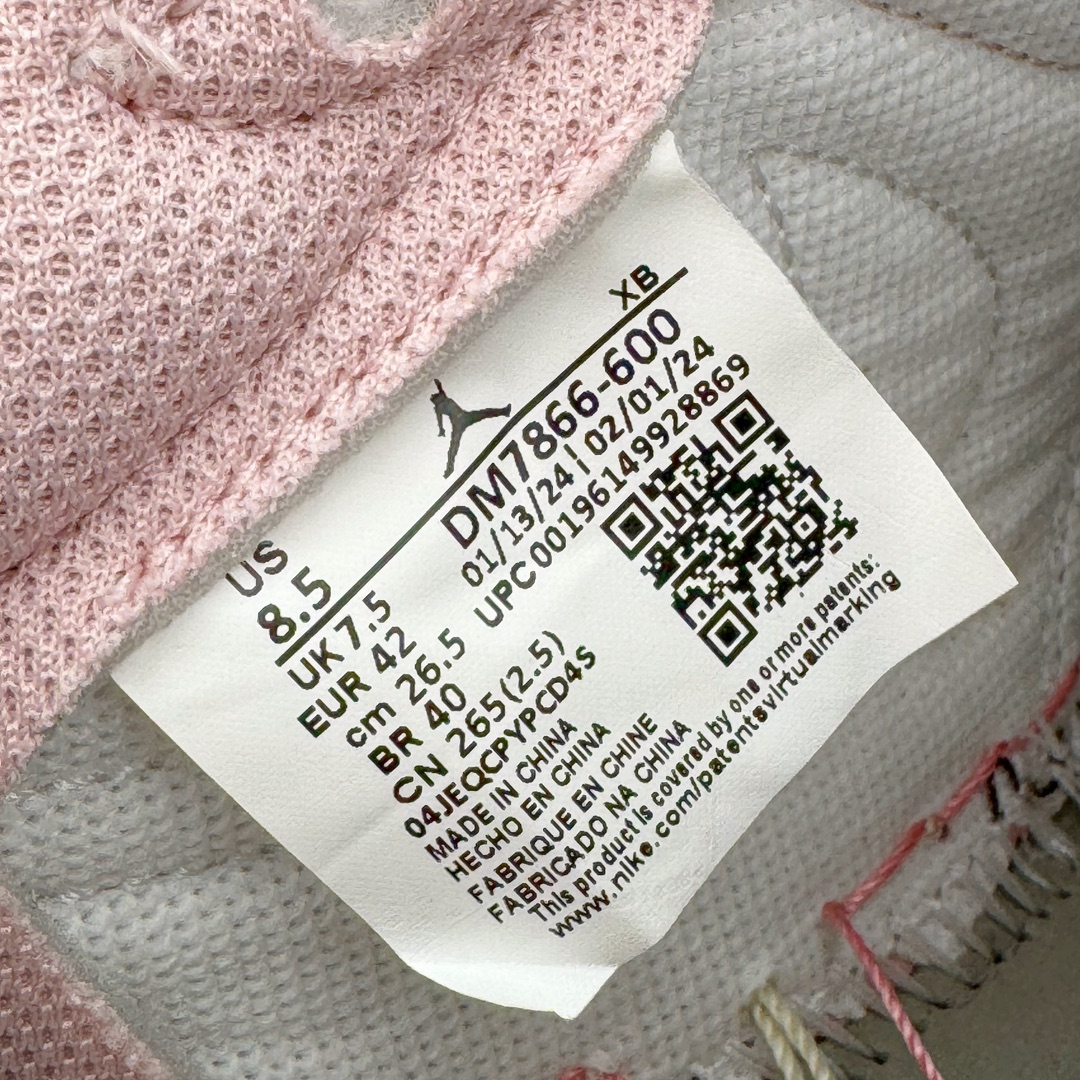 XB
US
8.5
DM7866-600
01/13/24 | 02/01/24
UPC00196149928869
UK 7.5
EUR 42
cm 26.5
BR 40
CN 265 (2.5)
04JEQCPYPCD4S
MADE IN CHINA
HECHO EN CHINA
FABRIQUE EN CHINE
FABRICADO NA CHINA
This product is covered by one or more patents:
www.nike.com/patentsvirtualmarking